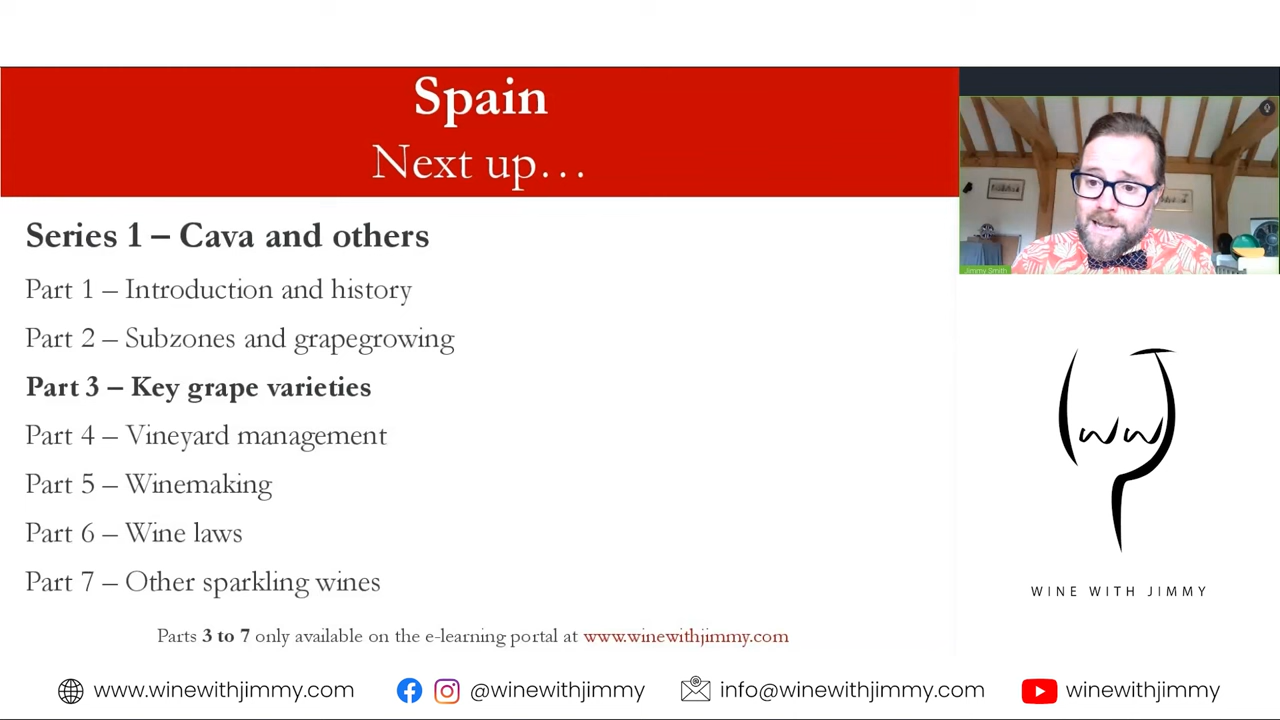 Spain
Next up…
Series 1 – Cava and others
Part 1 – Introduction and history
Part 2 – Subzones and grapegrowing
Part 3 – Key grape varieties
Part 4 – Vineyard management
Part 5 – Winemaking
Part 6 – Wine laws
Part 7 – Other sparkling wines
Parts 3 to 7 only available on the e-learning portal at www.winewithjimmy.com
Jimmy Smith
ww
WINE WITH JIMMY
www.winewithjimmy.com @winewithjimmy info@winewithjimmy.com winewithjimmy